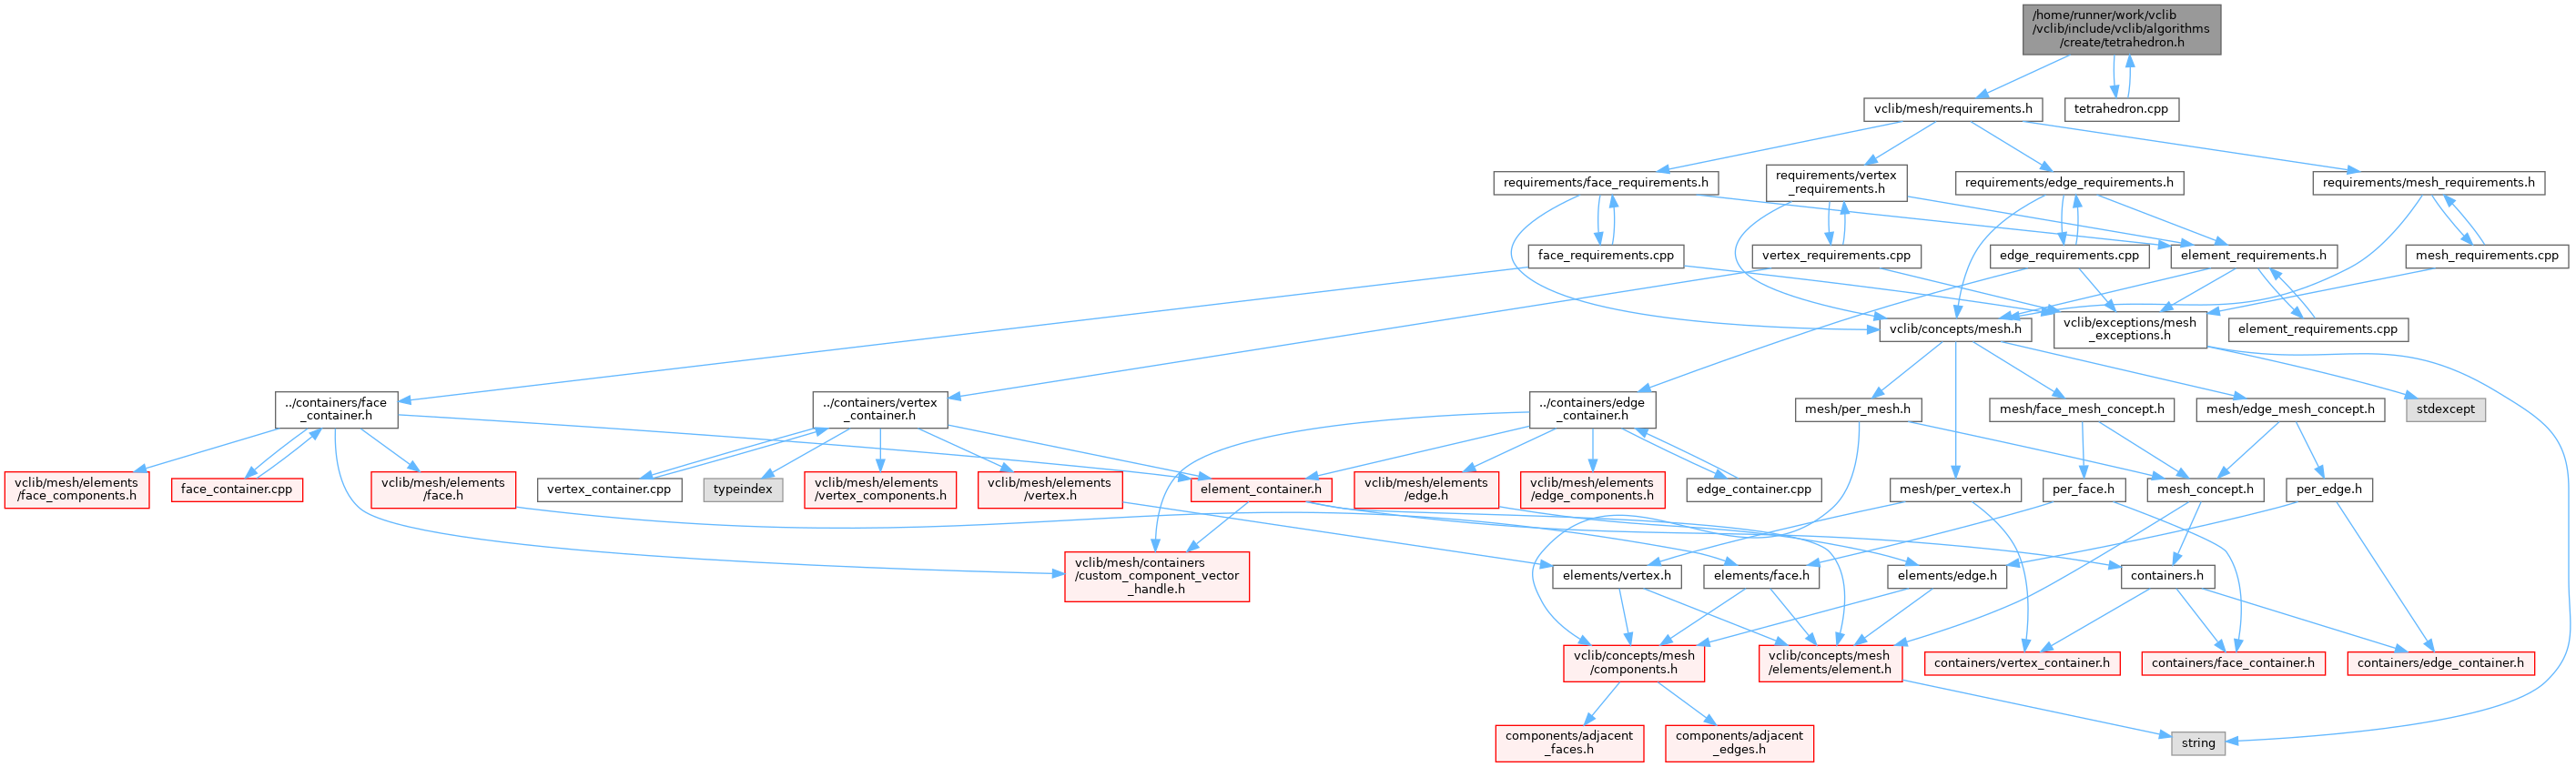 /home/runner/work/vclib
/vclib/include/vclib/algorithms
/create/tetrahedron.h
vclib/mesh/requirements.h
tetrahedron.cpp
requirements/face_requirements.h
requirements/vertex
_requirements.h
requirements/edge_requirements.h
requirements/mesh_requirements.h
face_requirements.cpp
vertex_requirements.cpp
edge_requirements.cpp
element_requirements.h
mesh_requirements.cpp
vclib/concepts/mesh.h
vclib/exceptions/mesh
_exceptions.h
element_requirements.cpp
../containers/face
_container.h
../containers/vertex
_container.h
../containers/edge
_container.h
mesh/per_mesh.h
mesh/face_mesh_concept.h
mesh/edge_mesh_concept.h
stdexcept
vclib/mesh/elements
/face_components.h
face_container.cpp
vclib/mesh/elements
/face.h
vertex_container.cpp
typeindex
vclib/mesh/elements
/vertex_components.h
vclib/mesh/elements
/vertex.h
element_container.h
vclib/mesh/elements
/edge.h
vclib/mesh/elements
/edge_components.h
edge_container.cpp
mesh/per_vertex.h
per_face.h
mesh_concept.h
per_edge.h
vclib/mesh/containers
/custom_component_vector
_handle.h
elements/vertex.h
elements/face.h
elements/edge.h
containers.h
vclib/concepts/mesh
/components.h
vclib/concepts/mesh
/elements/element.h
containers/vertex_container.h
containers/face_container.h
containers/edge_container.h
components/adjacent
_faces.h
components/adjacent
_edges.h
string